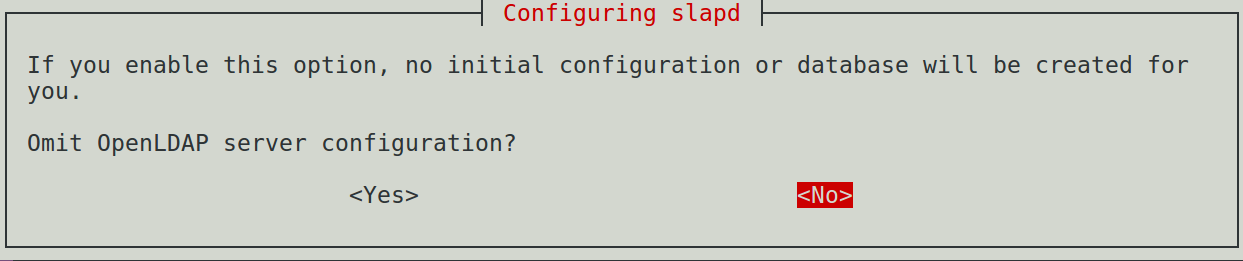 Configuring slapd
If you enable this option, no initial configuration or database will be created for
you.
Omit OpenLDAP server configuration?
<Yes> <No>